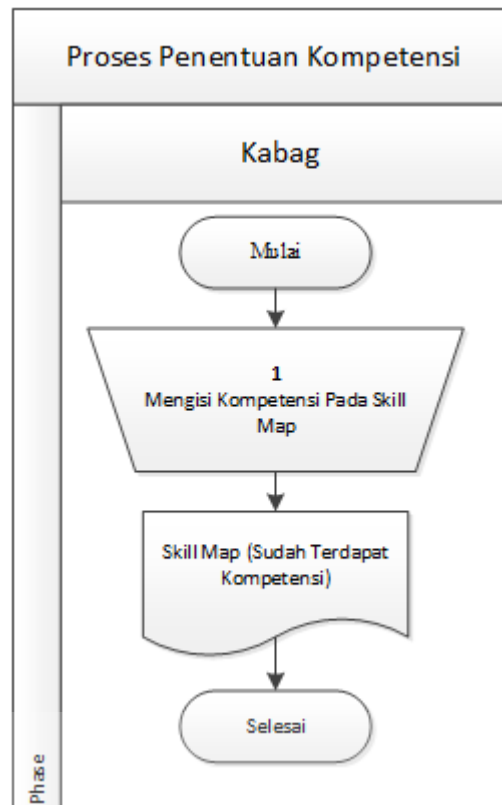 Proses Penentuan Kompetensi
Kabag
Mulai
1
Mengisi Kompetensi Pada Skill
Map
Skill Map (Sudah Terdapat
Kompetensi)
Selesai
Phase